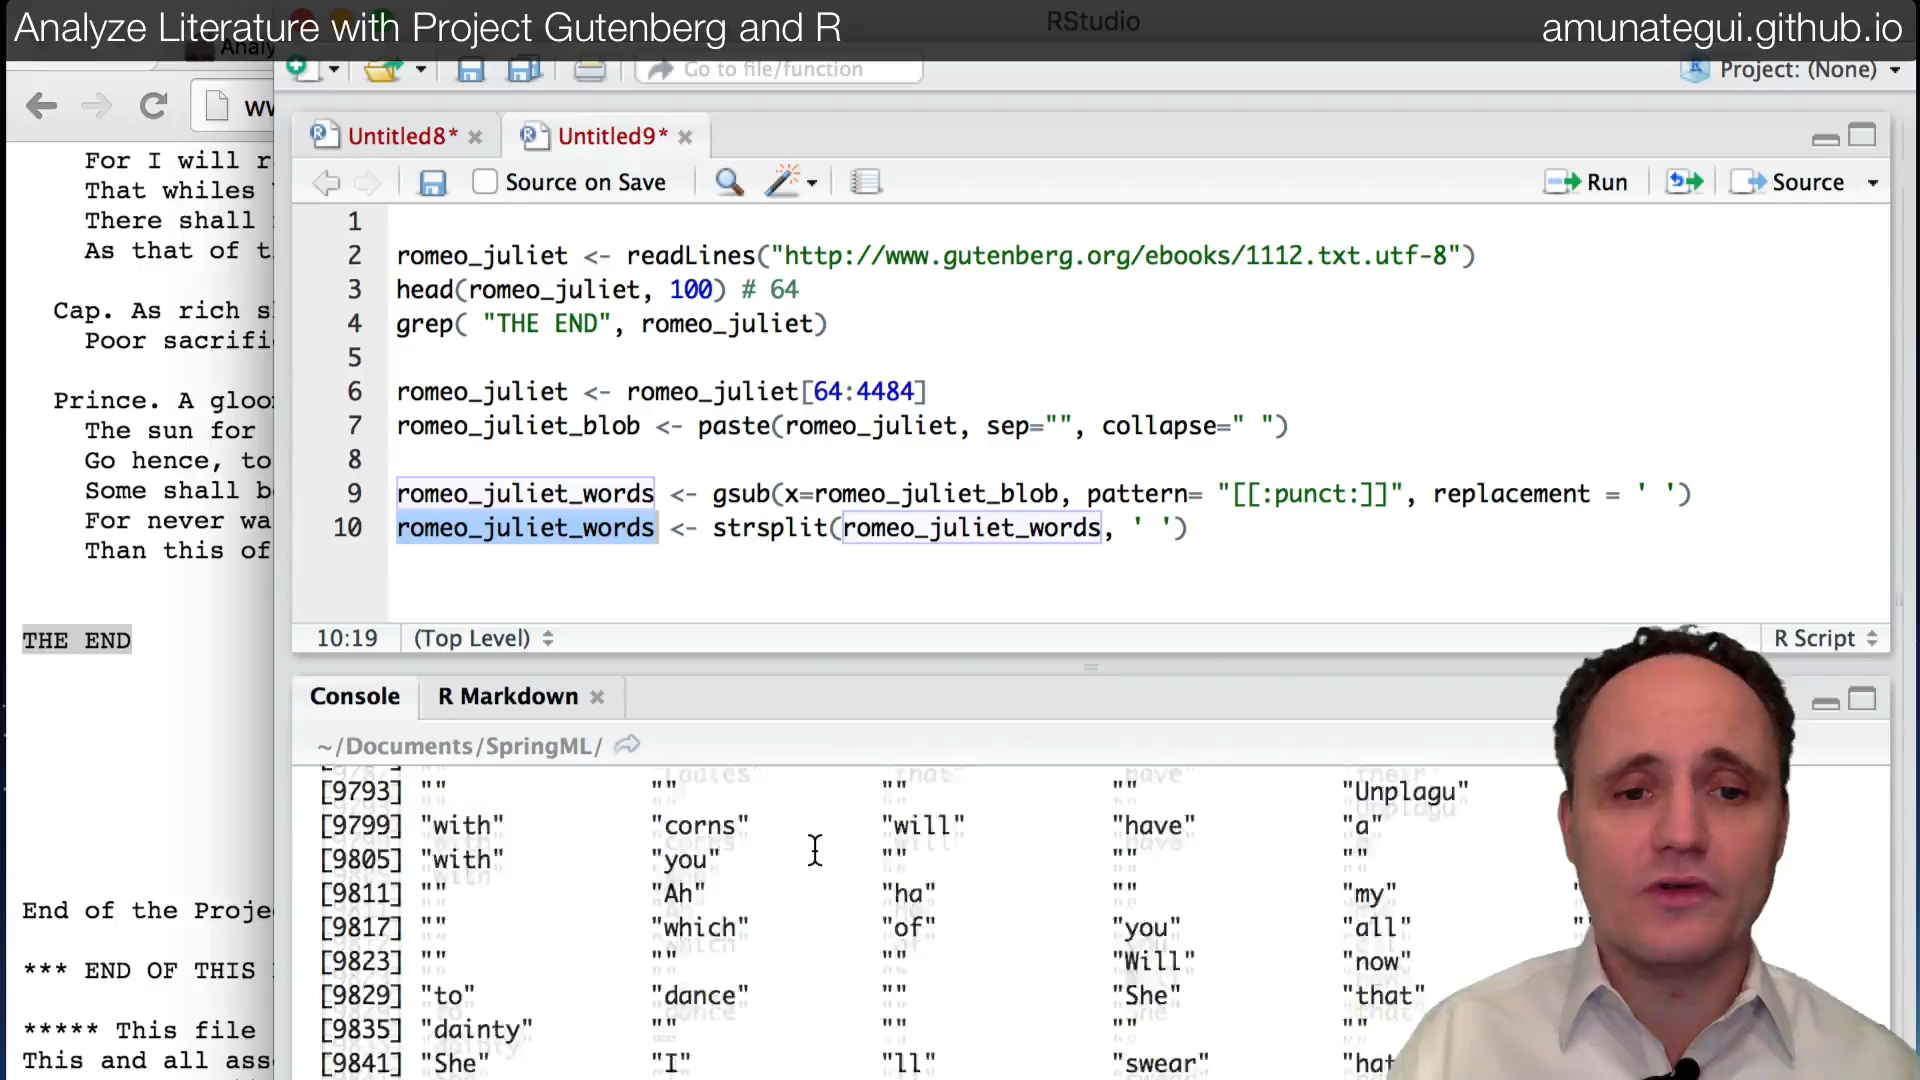 Analyze Literature with Project Gutenberg and R
RStudio
amunategui.github.io
Go to file/function
Project: (None)
Untitled8*
Untitled9*
Source on Save
Run
Source
1
2 romeo_juliet <- readLines("http://www.gutenberg.org/ebooks/1112.txt.utf-8")
3 head(romeo_juliet, 100) # 64
4 grep( "THE END", romeo_juliet)
5
6 romeo_juliet <- romeo_juliet[64:4484]
7 romeo_juliet_blob <- paste(romeo_juliet, sep="", collapse=" ")
8
9 romeo_juliet_words <- gsub(x=romeo_juliet_blob, pattern= "[[:punct:]]", replacement = ' ')
10 romeo_juliet_words <- strsplit(romeo_juliet_words, ' ')
10:19 (Top Level) R Script
Console R Markdown
~/Documents/SpringML/
[9793] "" "" "" "" "Unplagu"
[9799] "with" "corns" "will" "have" "a"
[9805] "with" "you" "" "" ""
[9811] "" "Ah" "ha" "" "my"
[9817] "" "which" "of" "you" "all"
[9823] "" "" "" "Will" "now"
[9829] "to" "dance" "" "She" "that"
[9835] "dainty" "" "" "" ""
[9841] "She" "I" "ll" "swear" "hat
For I will
That whiles
There shall
As that of
Cap. As rich
Poor
Prince. A
The sun for
Go hence, to
Some shall
For never
Than this of
THE END
End of the
*** END OF THIS
***** This file
This and all